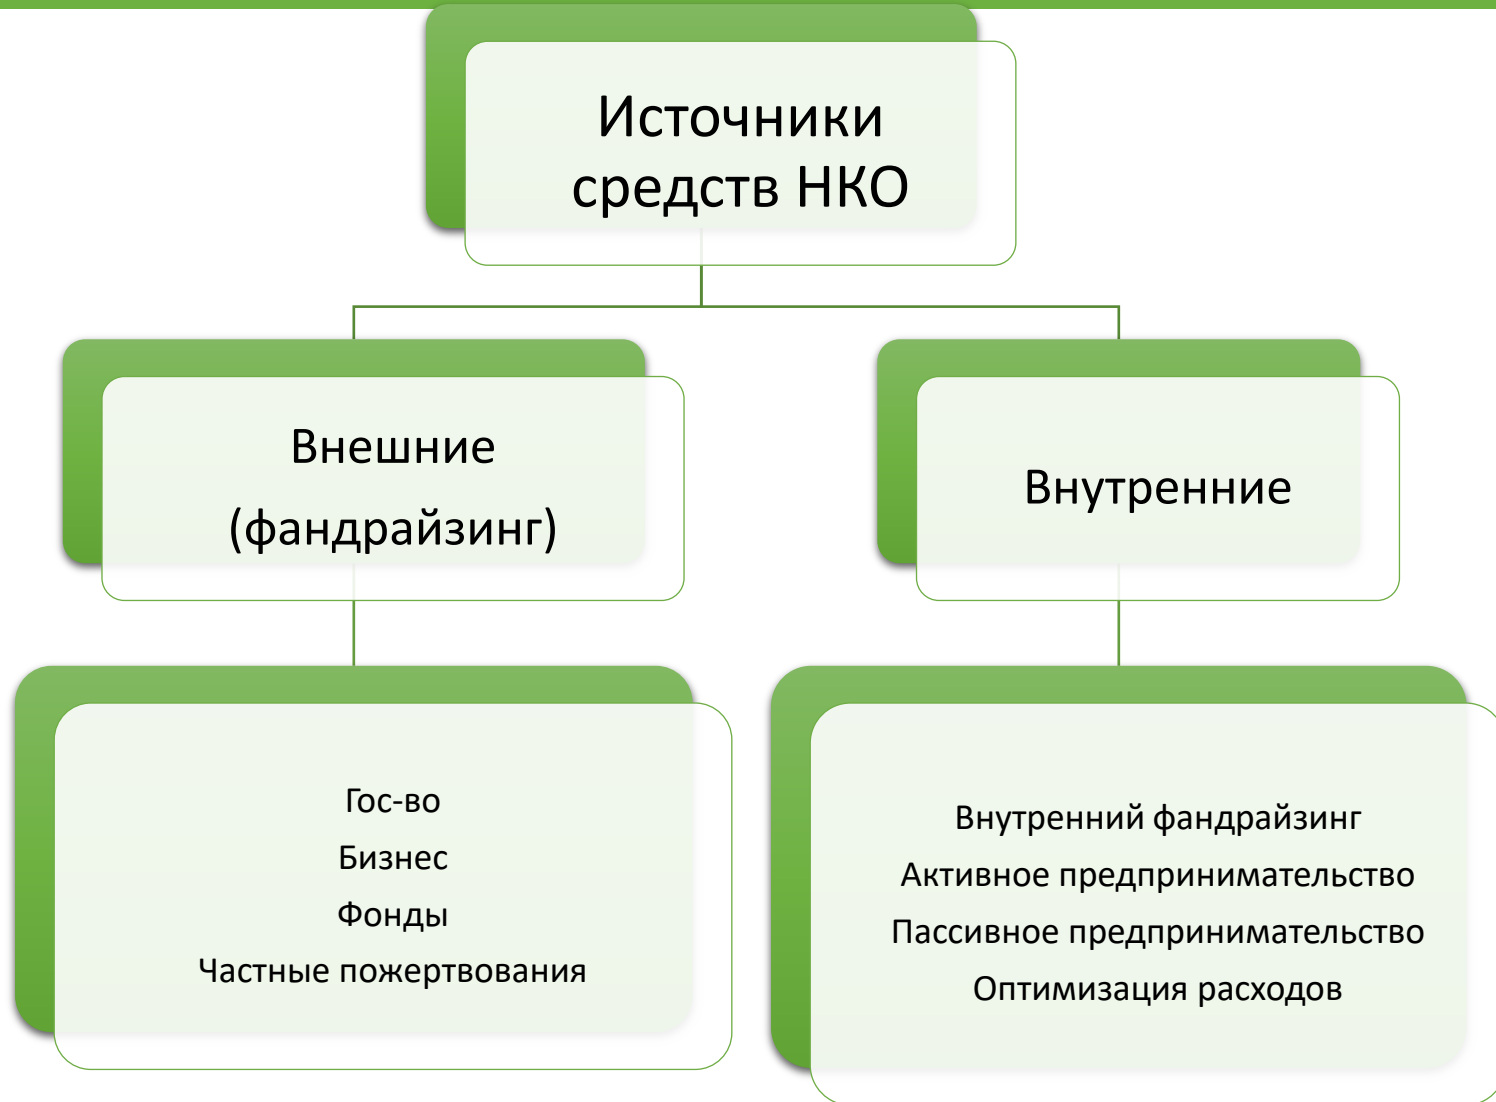 Источники
средств НКО
Внешние
(фандрайзинг)
Внутренние
Гос-во
Бизнес
Фонды
Частные пожертвования
Внутренний фандрайзинг
Активное предпринимательство
Пассивное предпринимательство
Оптимизация расходов